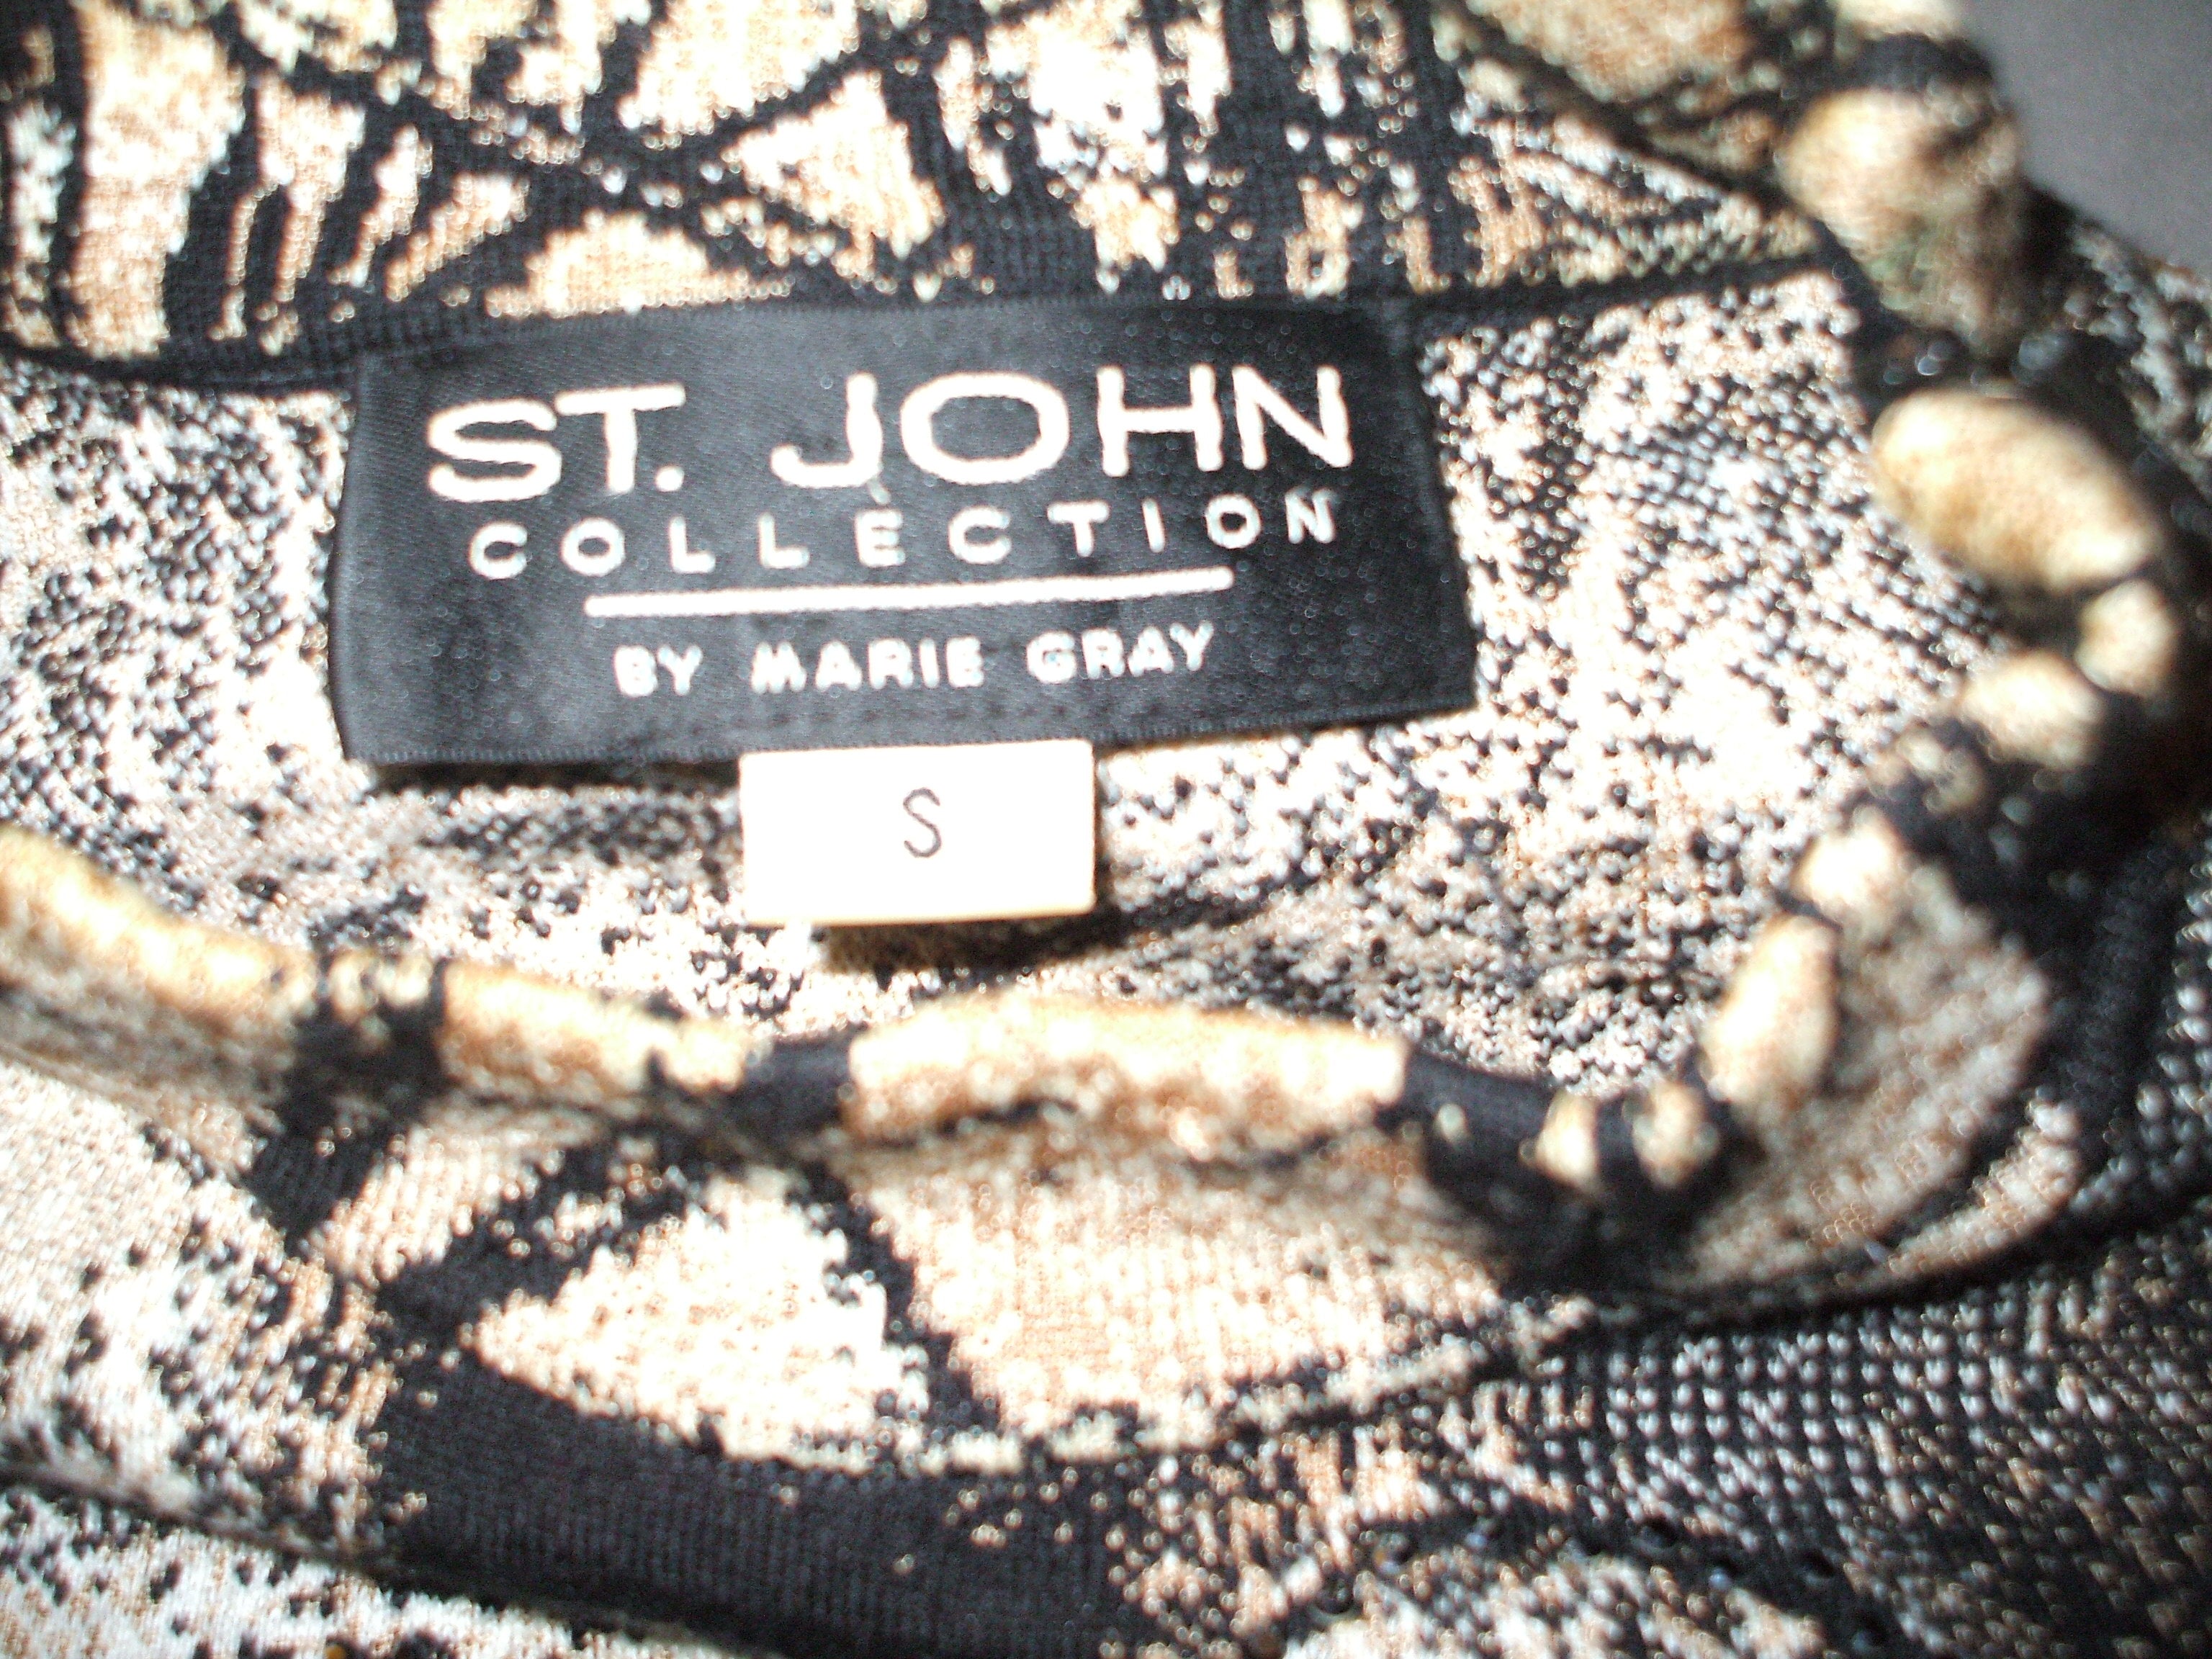 ST. JOHN
COLLECTION
BY MARIE GRAY
S